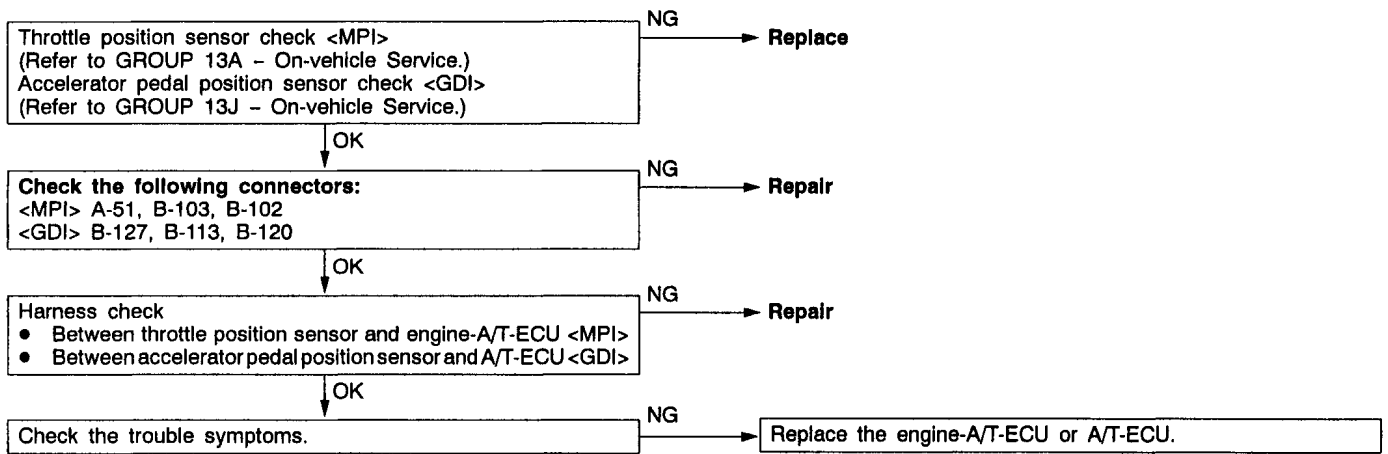 Throttle position sensor check <MPI>
(Refer to GROUP 13A – On-vehicle Service.)
Accelerator pedal position sensor check <GDI>
(Refer to GROUP 13J – On-vehicle Service.)
NG
Replace
OK
Check the following connectors:
<MPI> A-51, B-103, B-102
<GDI> B-127, B-113, B-120
NG
Repair
OK
Harness check
● Between throttle position sensor and engine-A/T-ECU <MPI>
● Between accelerator pedal position sensor and A/T-ECU <GDI>
NG
Repair
OK
Check the trouble symptoms.
NG
Replace the engine-A/T-ECU or A/T-ECU.